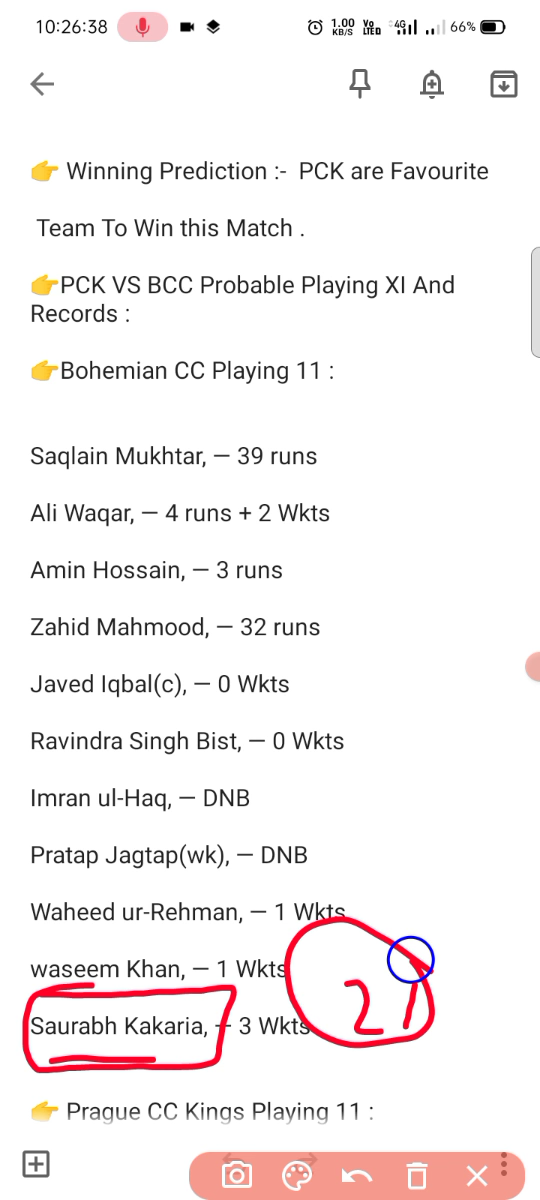 10:26:38 1.00 KB/S Vo LTED 4G 66%
👉 Winning Prediction :-  PCK are Favourite
Team To Win this Match .
👉PCK VS BCC Probable Playing XI And
Records :
👉Bohemian CC Playing 11 :
Saqlain Mukhtar, — 39 runs
Ali Waqar, — 4 runs + 2 Wkts
Amin Hossain, — 3 runs
Zahid Mahmood, — 32 runs
Javed Iqbal(c), — 0 Wkts
Ravindra Singh Bist, — 0 Wkts
Imran ul-Haq, — DNB
Pratap Jagtap(wk), — DNB
Waheed ur-Rehman, — 1 Wkts
waseem Khan, — 1 Wkts
Saurabh Kakaria, — 3 Wkts
21
👉 Prague CC Kings Playing 11 :